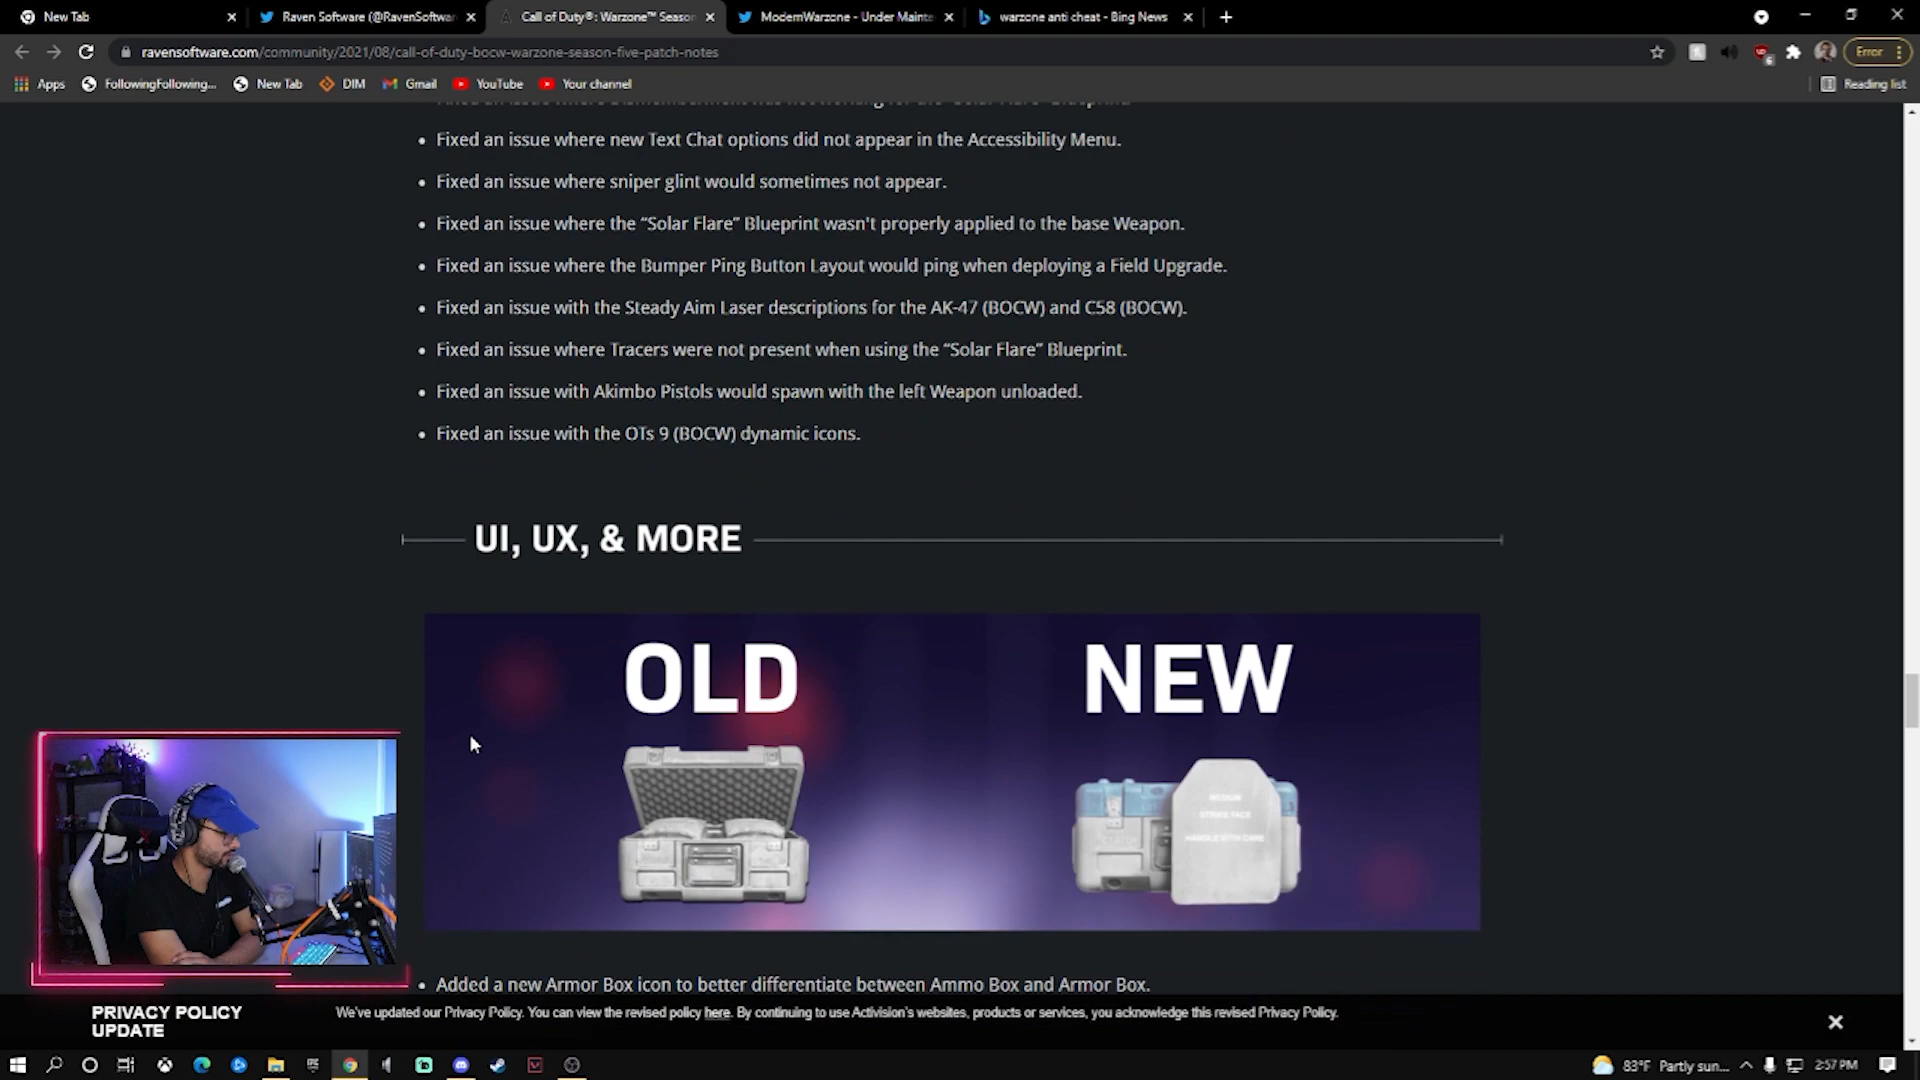 New Tab
Raven Software (@RavenSoftwar
Call of Duty®: Warzone™ Seaso
ModernWarzone - Under Mainte
warzone anti cheat - Bing News
ravensoftware.com/community/2021/08/call-of-duty-bocw-warzone-season-five-patch-notes
Error
Apps
FollowingFollowing...
New Tab
DIM
Gmail
YouTube
Your channel
Reading list
• Fixed an issue where new Text Chat options did not appear in the Accessibility Menu.
• Fixed an issue where sniper glint would sometimes not appear.
• Fixed an issue where the “Solar Flare” Blueprint wasn't properly applied to the base Weapon.
• Fixed an issue where the Bumper Ping Button Layout would ping when deploying a Field Upgrade.
• Fixed an issue with the Steady Aim Laser descriptions for the AK-47 (BOCW) and C58 (BOCW).
• Fixed an issue where Tracers were not present when using the “Solar Flare” Blueprint.
• Fixed an issue with Akimbo Pistols would spawn with the left Weapon unloaded.
• Fixed an issue with the OTs 9 (BOCW) dynamic icons.
UI, UX, & MORE
OLD
NEW
MEDIUM
STRIKE FACE
HANDLE WITH CARE
• Added a new Armor Box icon to better differentiate between Ammo Box and Armor Box.
PRIVACY POLICY
UPDATE
We've updated our Privacy Policy. You can view the revised policy here. By continuing to use Activision's websites, products or services, you acknowledge this revised Privacy Policy.
83°F Partly sun...
2:57 PM